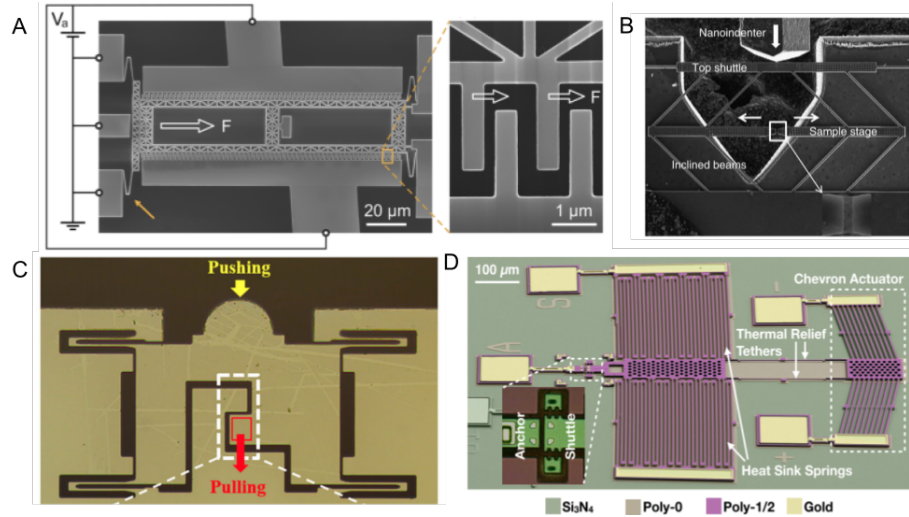 A
Vₐ
F
20 µm
F
1 µm
B
Nanoindenter
Top shuttle
Sample stage
Inclined beams
C
Pushing
Pulling
D
100 µm
S
A
Chevron Actuator
Thermal Relief
Tethers
Anchor
Shuttle
Heat Sink Springs
Si₃N₄
Poly-0
Poly-1/2
Gold